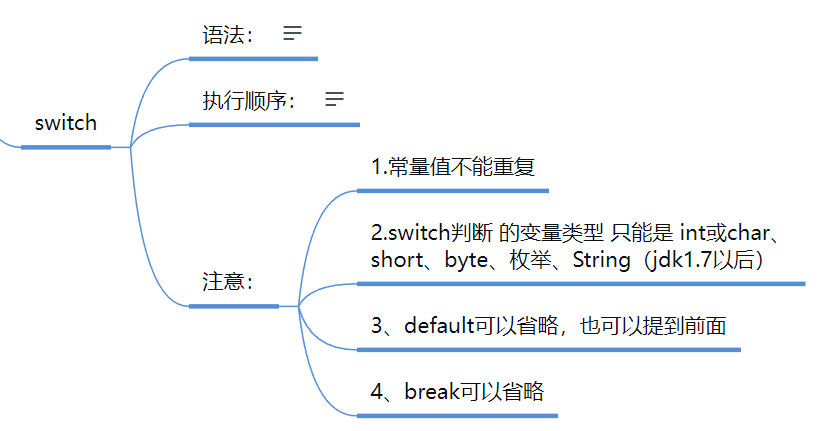 switch
语法：
执行顺序：
注意：
1.常量值不能重复
2.switch判断 的变量类型 只能是 int或char、
short、byte、枚举、String（jdk1.7以后）
3、default可以省略，也可以提到前面
4、break可以省略